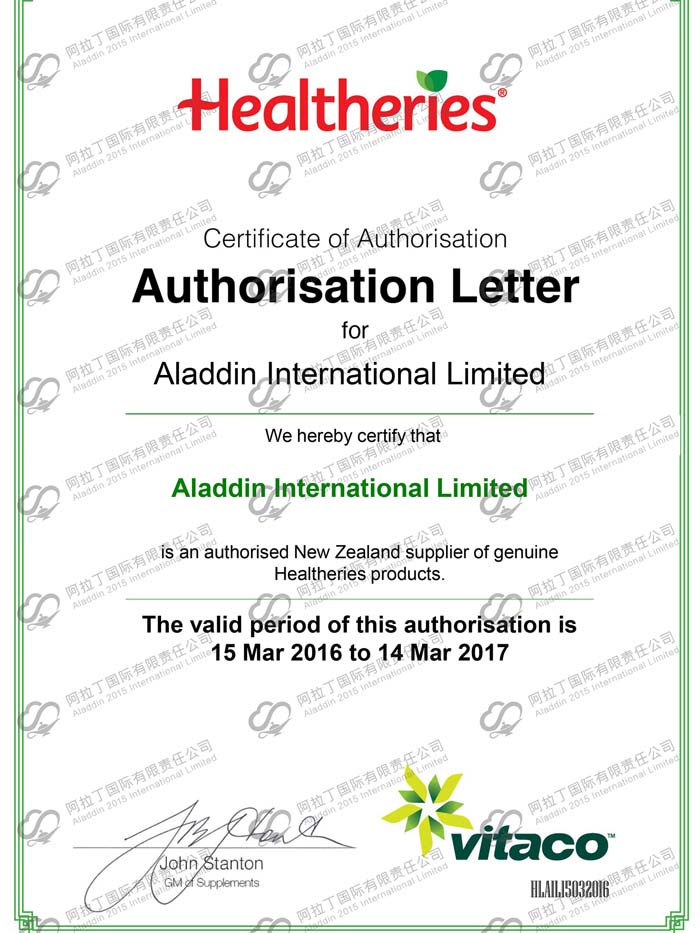 Healtheries®
Certificate of Authorisation
Authorisation Letter
for
Aladdin International Limited
We hereby certify that
Aladdin International Limited
is an authorised New Zealand supplier of genuine
Healtheries products.
The valid period of this authorisation is
15 Mar 2016 to 14 Mar 2017
John Stanton
GM of Supplements
vitaco™
HLAIL15032016
阿拉丁国际有限责任公司
Aladdin 2015 International Limited